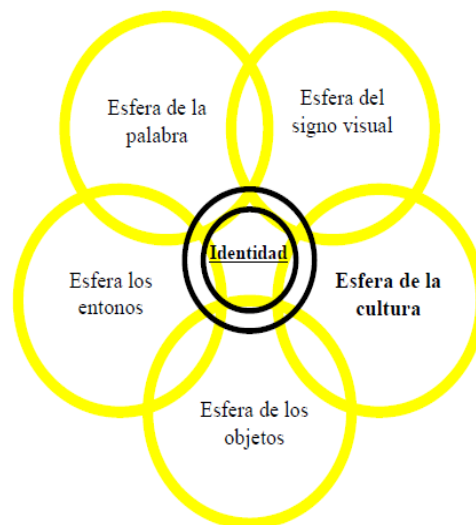 Esfera de la
palabra
Esfera del
signo visual
Identidad
Esfera los
entonos
Esfera de la
cultura
Esfera de los
objetos